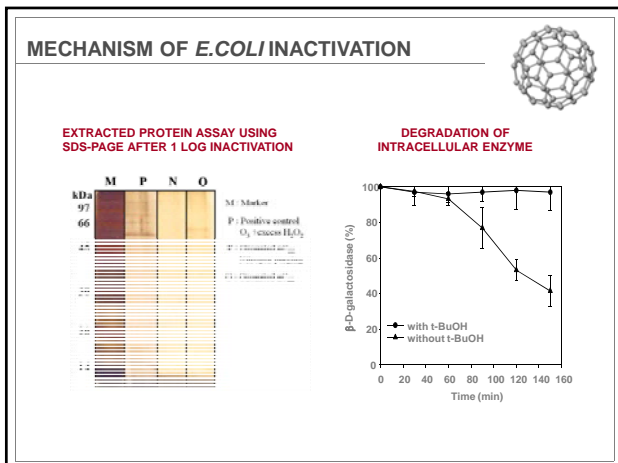 MECHANISM OF E.COLI INACTIVATION
EXTRACTED PROTEIN ASSAY USING
SDS-PAGE AFTER 1 LOG INACTIVATION
M P N O
kDa
97
66
M : Marker
P : Positive control
O₃ +excess H₂O₂
DEGRADATION OF
INTRACELLULAR ENZYME
β-D-galactosidase (%)
100
80
60
40
20
0
with t-BuOH
without t-BuOH
0 20 40 60 80 100 120 140 160
Time (min)